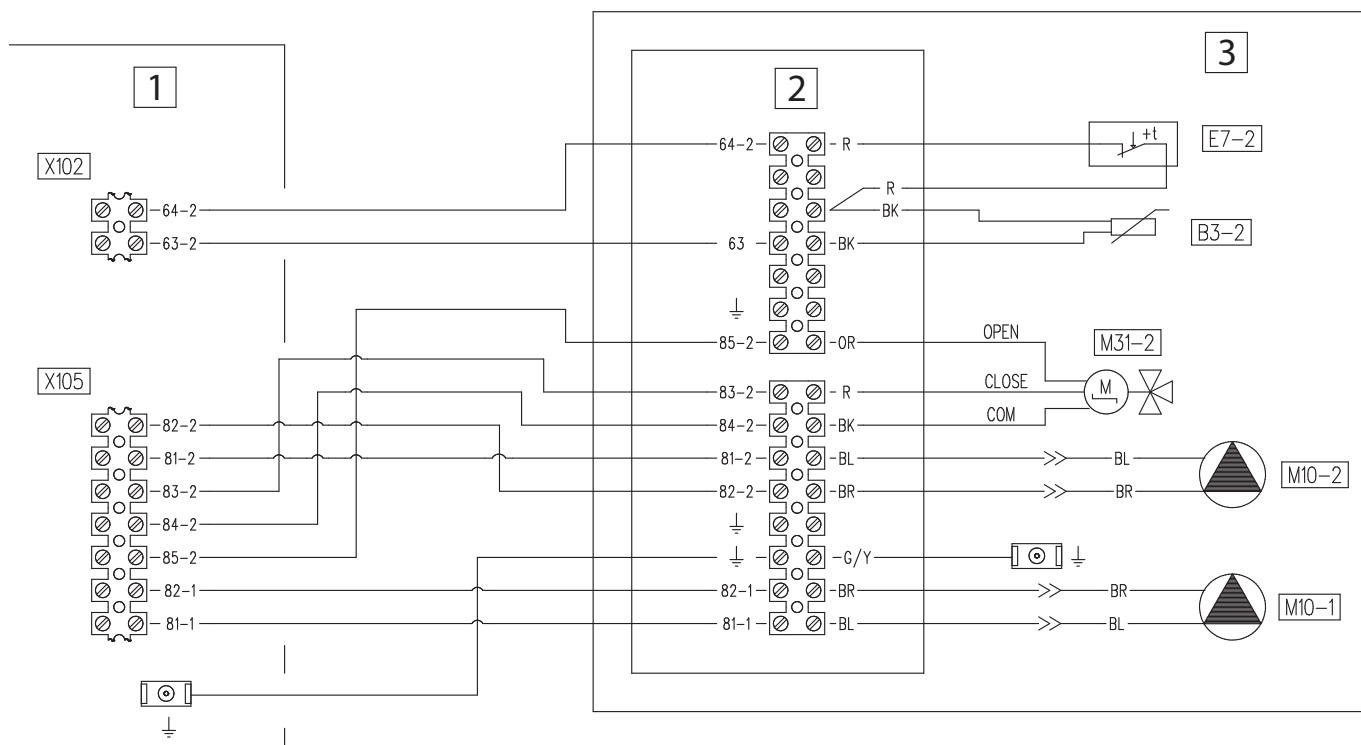 1
2
3
X102
64-2
63-2
X105
82-2
81-2
83-2
84-2
85-2
82-1
81-1
64-2
63
85-2
83-2
84-2
81-2
82-2
82-1
81-1
R
R
BK
BK
OR
R
BK
BL
BR
G/Y
BR
BL
+t
E7-2
B3-2
OPEN
CLOSE
COM
M
M31-2
BL
BR
M10-2
BR
BL
M10-1